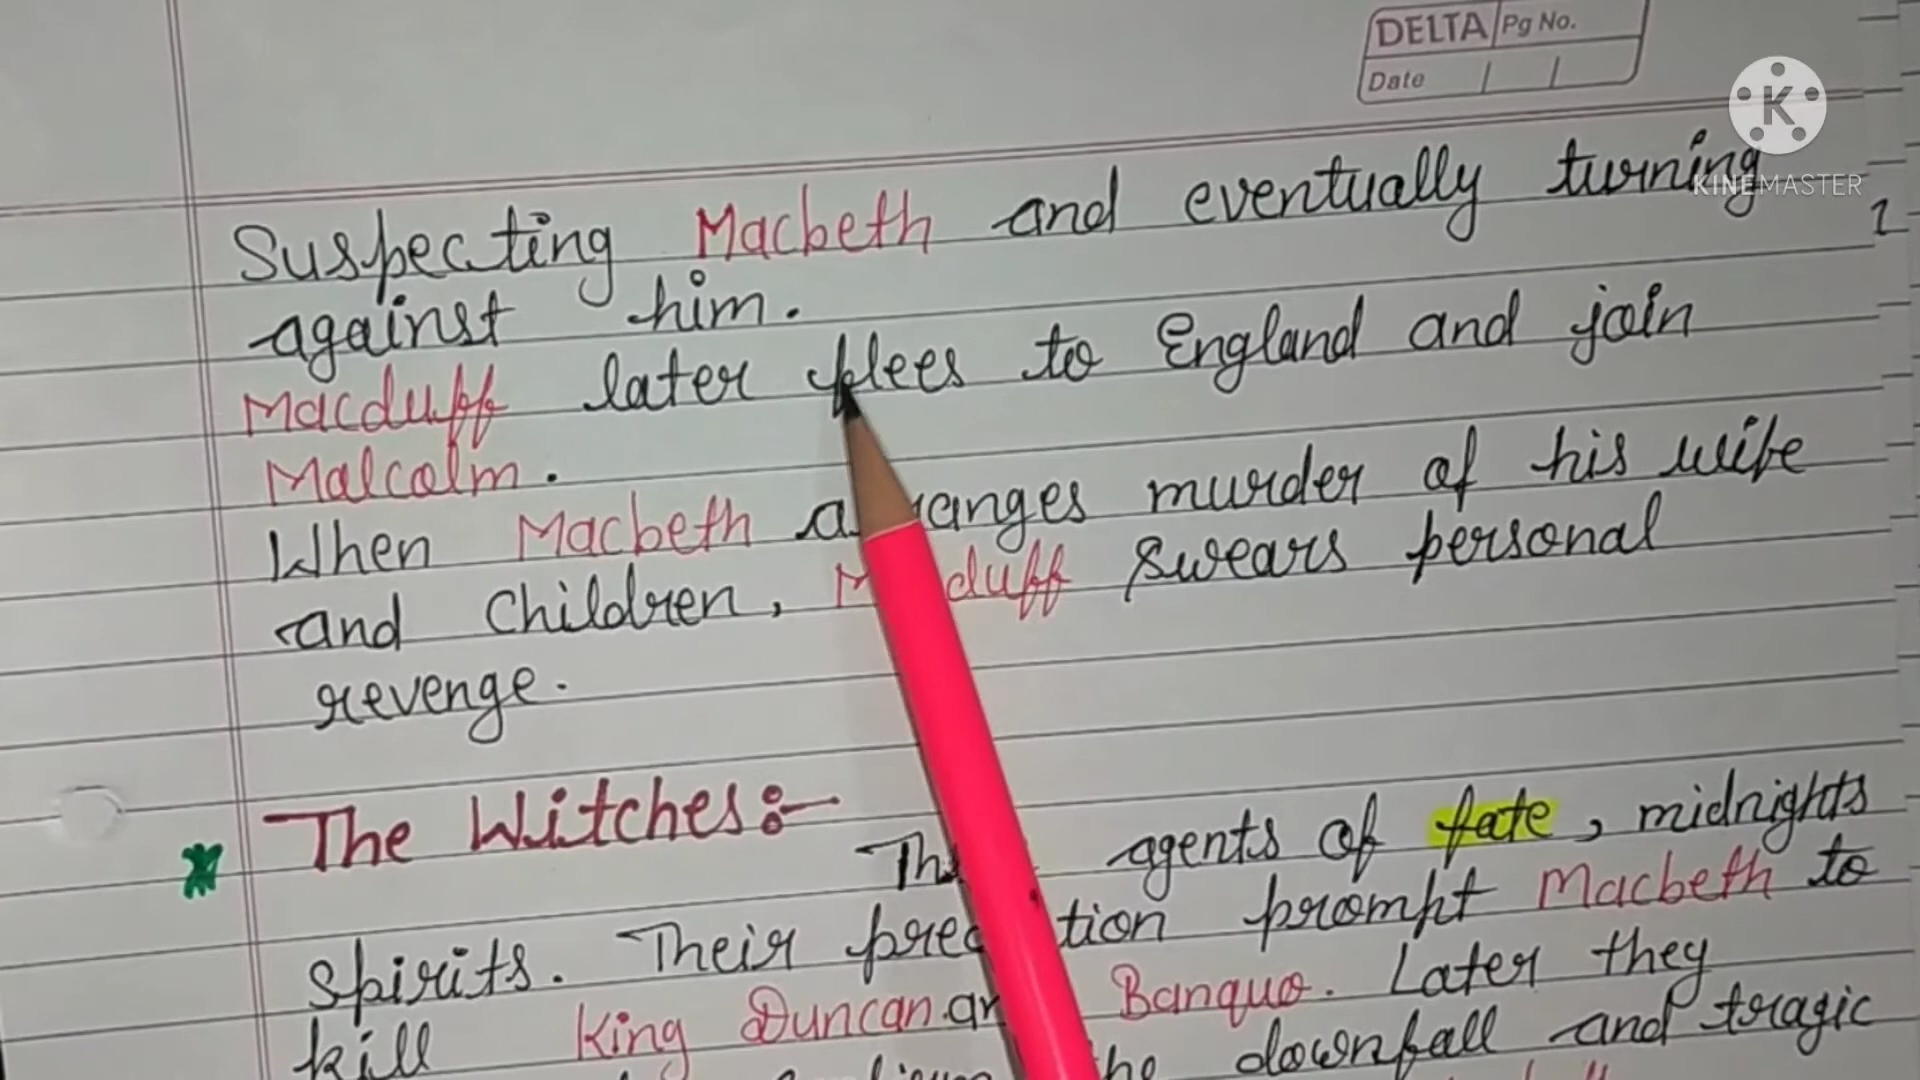 DELTA Pg No.
Date
K
KINEMASTER
Suspecting Macbeth and eventually turning
against him.
Macduff later flees to England and join
Malcolm.
When Macbeth arranges murder of his wife
and children, Macduff swears personal
revenge.
The Witches:-
agents of fate, midnights
spirits. Their prediction prompt Macbeth to
kill King Duncan Banquo. Later they
downfall and tragic